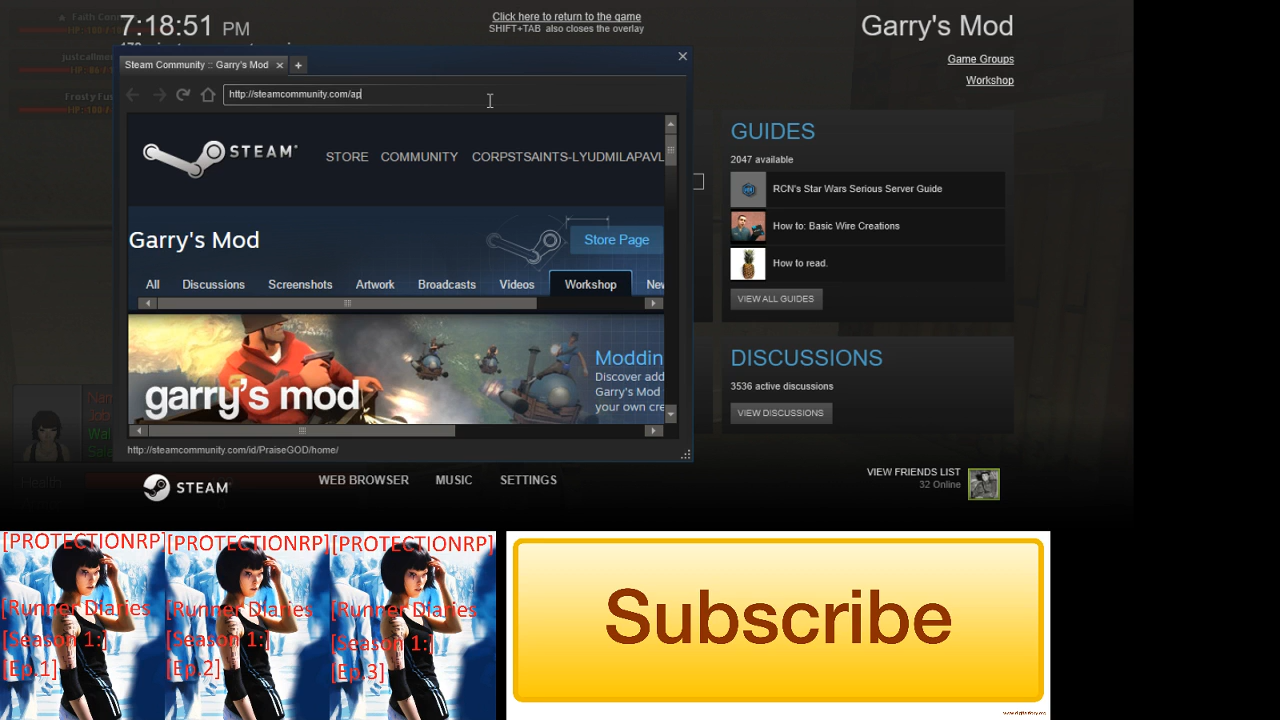 7:18:51 PM
Click here to return to the game
SHIFT+TAB also closes the overlay
Garry's Mod
Game Groups
Workshop
Steam Community :: Garry's Mod
http://steamcommunity.com/ap
STEAM
STORE COMMUNITY CORPSTSAINTS-LYUDMILAPAVL
Garry's Mod
Store Page
All Discussions Screenshots Artwork Broadcasts Videos Workshop
garry's mod
Discover add
Garry's Mod
your own
http://steamcommunity.com/id/PraiseGOD/home/
GUIDES
2047 available
RCN's Star Wars Serious Server Guide
How to: Basic Wire Creations
How to read.
VIEW ALL GUIDES
DISCUSSIONS
3536 active discussions
VIEW DISCUSSIONS
STEAM
WEB BROWSER MUSIC SETTINGS
VIEW FRIENDS LIST
32 Online
[PROTECTIONRP]
[Runner Diaries
[Season 1:]
[Ep.1]
[PROTECTIONRP]
[Runner Diaries
[Season 1:]
[Ep.2]
[PROTECTIONRP]
[Runner Diaries
[Season 1:]
[Ep.3]
Subscribe